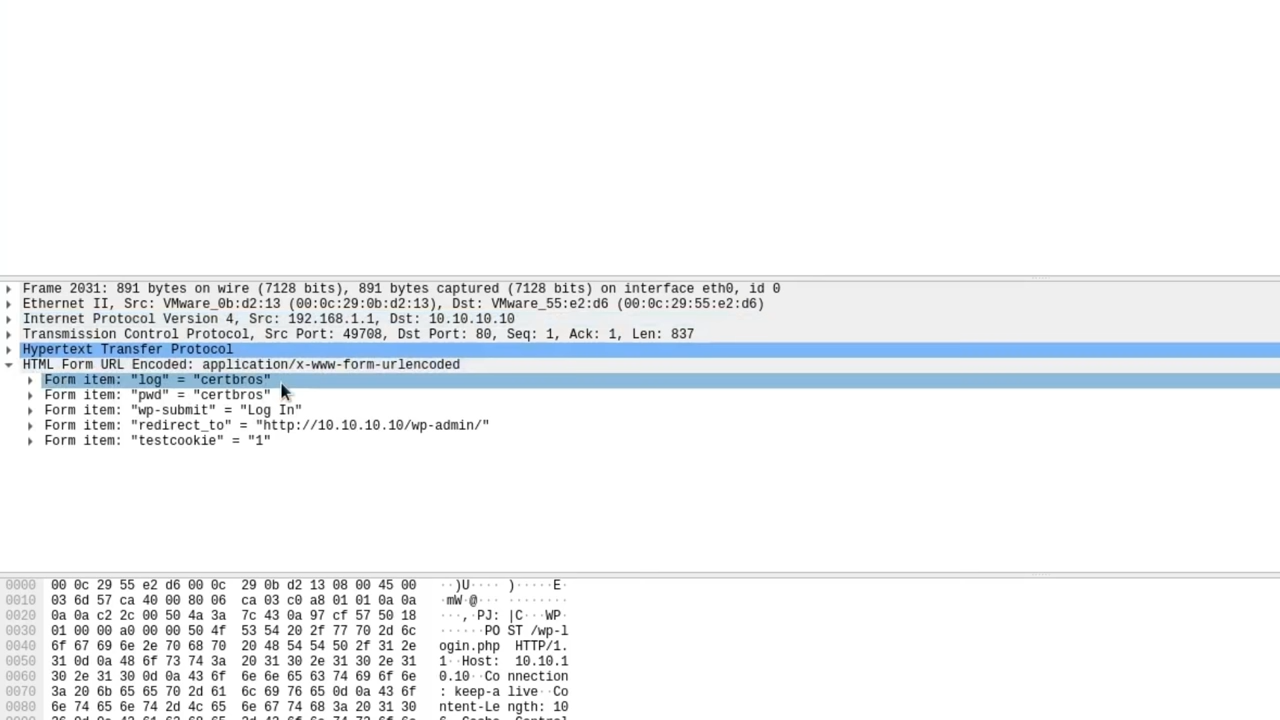 Frame 2031: 891 bytes on wire (7128 bits), 891 bytes captured (7128 bits) on interface eth0, id 0
Ethernet II, Src: VMware_0b:d2:13 (00:0c:29:0b:d2:13), Dst: VMware_55:e2:d6 (00:0c:29:55:e2:d6)
Internet Protocol Version 4, Src: 192.168.1.1, Dst: 10.10.10.10
Transmission Control Protocol, Src Port: 49708, Dst Port: 80, Seq: 1, Ack: 1, Len: 837
Hypertext Transfer Protocol
HTML Form URL Encoded: application/x-www-form-urlencoded
Form item: "log" = "certbros"
Form item: "pwd" = "certbros"
Form item: "wp-submit" = "Log In"
Form item: "redirect_to" = "http://10.10.10.10/wp-admin/"
Form item: "testcookie" = "1"
0000 00 0c 29 55 e2 d6 00 0c 29 0b d2 13 08 00 45 00 ··)U···· )·····E·
0010 03 6d 57 ca 40 00 80 06 ca 03 c0 a8 01 01 0a 0a ·mW·@··· ········
0020 0a 0a c2 2c 00 50 4a 3a 7c 43 0a 97 cf 57 50 18 ···,·PJ: |C···WP·
0030 01 00 00 a0 00 00 50 4f 53 54 20 2f 77 70 2d 6c ······PO ST /wp-l
0040 6f 67 69 6e 2e 70 68 70 20 48 54 54 50 2f 31 2e ogin.php HTTP/1.
0050 31 0d 0a 48 6f 73 74 3a 20 31 30 2e 31 30 2e 31 1··Host: 10.10.1
0060 30 2e 31 30 0d 0a 43 6f 6e 6e 65 63 74 69 6f 6e 0.10··Co nnection
0070 3a 20 6b 65 65 70 2d 61 6c 69 76 65 0d 0a 43 6f : keep-a live··Co
0080 6e 74 65 6e 74 2d 4c 65 6e 67 74 68 3a 20 31 30 ntent-Le ngth: 10